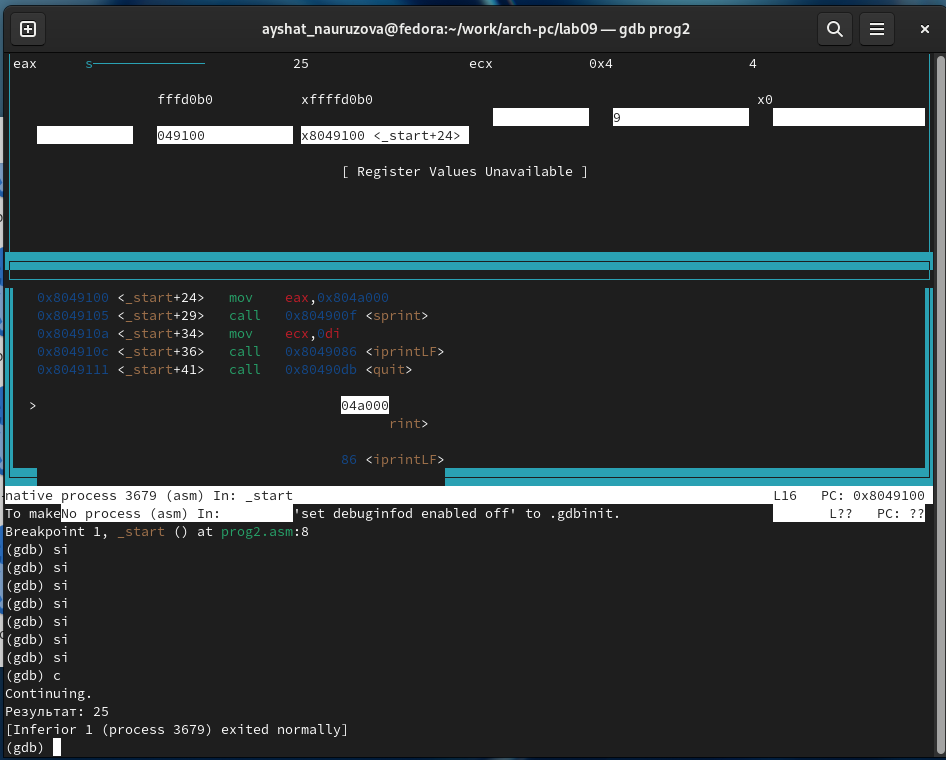 ayshat_nauruzova@fedora:~/work/arch-pc/lab09 — gdb prog2
eax s 25 ecx 0x4 4
fffd0b0 xffffd0b0 x0
9
049100 x8049100 <_start+24>
[ Register Values Unavailable ]
0x8049100 <_start+24> mov eax,0x804a000
0x8049105 <_start+29> call 0x804900f <sprint>
0x804910a <_start+34> mov ecx,0di
0x804910c <_start+36> call 0x8049086 <iprintLF>
0x8049111 <_start+41> call 0x80490db <quit>
> 04a000
rint>
86 <iprintLF>
native process 3679 (asm) In: _start L16 PC: 0x8049100
To makeNo process (asm) In: 'set debuginfod enabled off' to .gdbinit. L?? PC: ??
Breakpoint 1, _start () at prog2.asm:8
(gdb) si
(gdb) si
(gdb) si
(gdb) si
(gdb) si
(gdb) si
(gdb) si
(gdb) c
Continuing.
Результат: 25
[Inferior 1 (process 3679) exited normally]
(gdb)